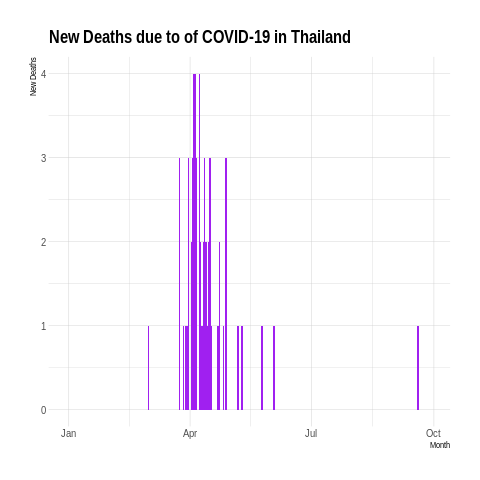 New Deaths due to of COVID-19 in Thailand
New Deaths
4
3
2
1
0
Jan Apr Jul Oct
Month